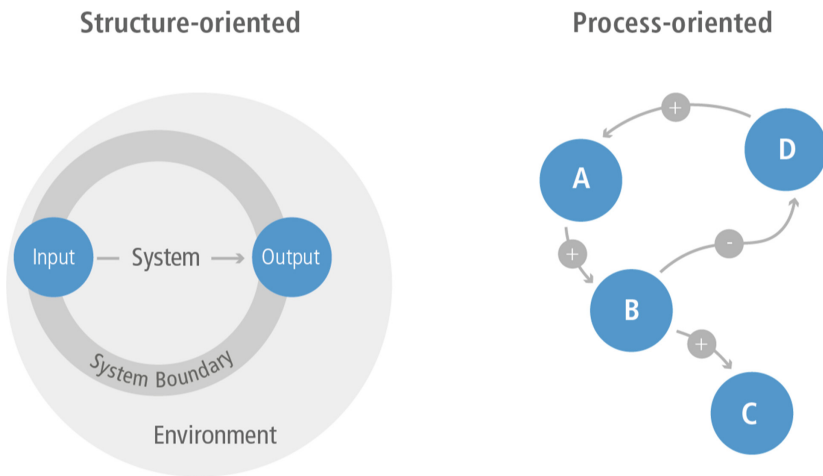 Structure-oriented
Input
System
Output
System Boundary
Environment
Process-oriented
+
D
A
+
-
B
+
C